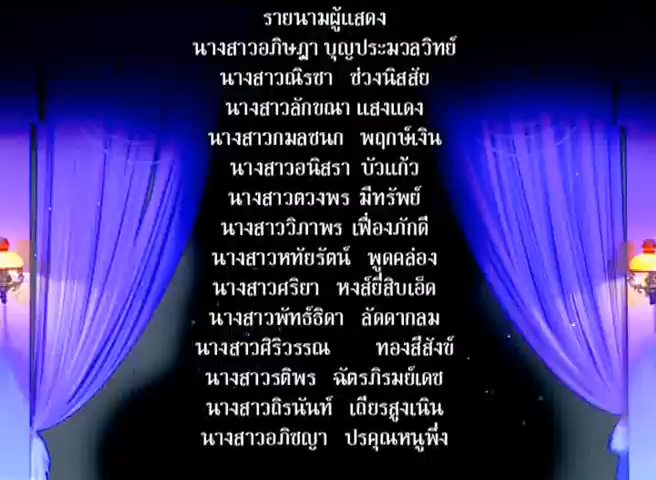 รายนามผู้แสดง
นางสาวอภิษฎา บุญประมวลวิทย์
นางสาวณิรชา ช่วงนิสสัย
นางสาวลักขณา แสงแดง
นางสาวกมลชนก พฤกษ์เงิน
นางสาวอนิสรา บัวแก้ว
นางสาวตวงพร มีทรัพย์
นางสาววิภาพร เฟื่องภักดี
นางสาวหทัยรัตน์ พูดคล่อง
นางสาวศริยา หงส์ยี่สิบเอ็ด
นางสาวพัทธ์ธิดา ลัดดากลม
นางสาวศิริวรรณ ทองสีสังข์
นางสาวรติพร ฉัตรภิรมย์เดช
นางสาวถิรนันท์ เถียรสูงเนิน
นางสาวอภิชญา ปรคุณหนูพึ่ง